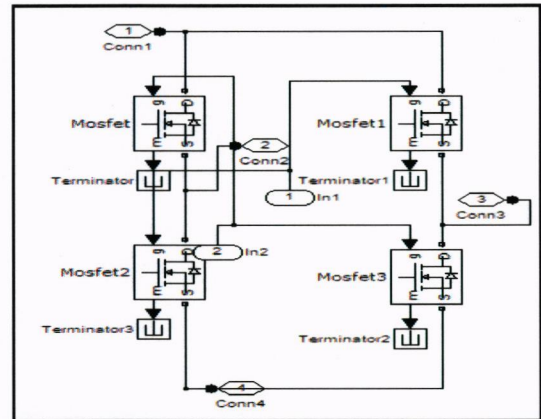 1
Conn1
g D
Mosfet
m S
g D
Mosfet1
m S
2
Conn2
Terminator
Terminator1
1
In1
3
Conn3
g D
2
In2
Mosfet2
m S
g D
Mosfet3
m S
Terminator3
Terminator2
4
Conn4